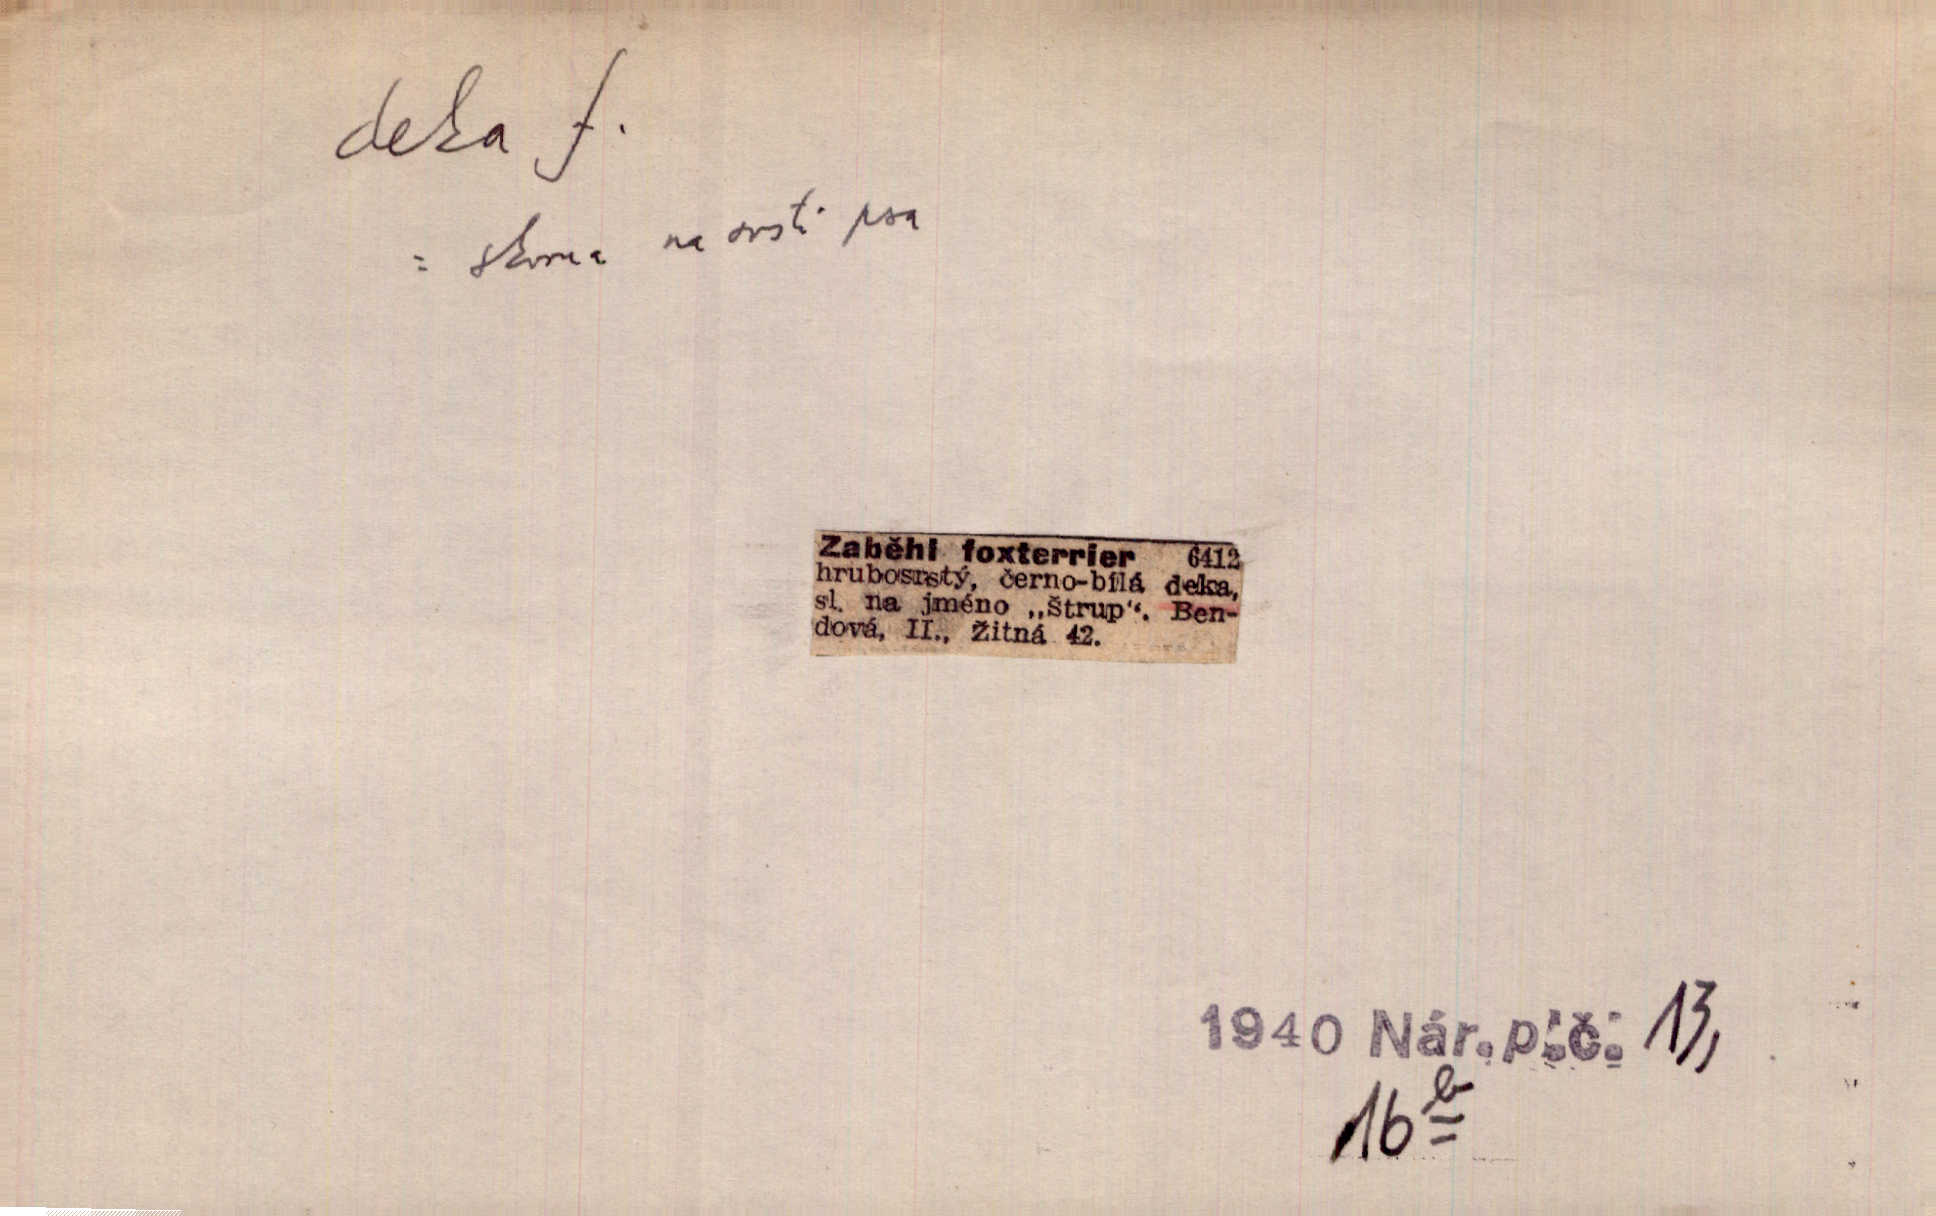 deka f.
= skvrna na srsti psa
Zaběhl foxterrier 6412
hrubosrstý, černo-bílá deka,
sl. na jméno „Štrup“. Ben-
dová, II., Žitná 42.
1940 Nár. p. č. 13,
16 b